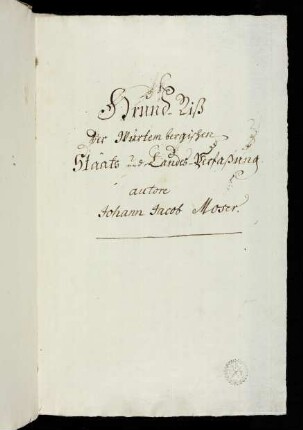 Grund-Riß
Der Würtembergischen
Staats- Landes-Verfaßung
autore
Johann Jacob Moser.